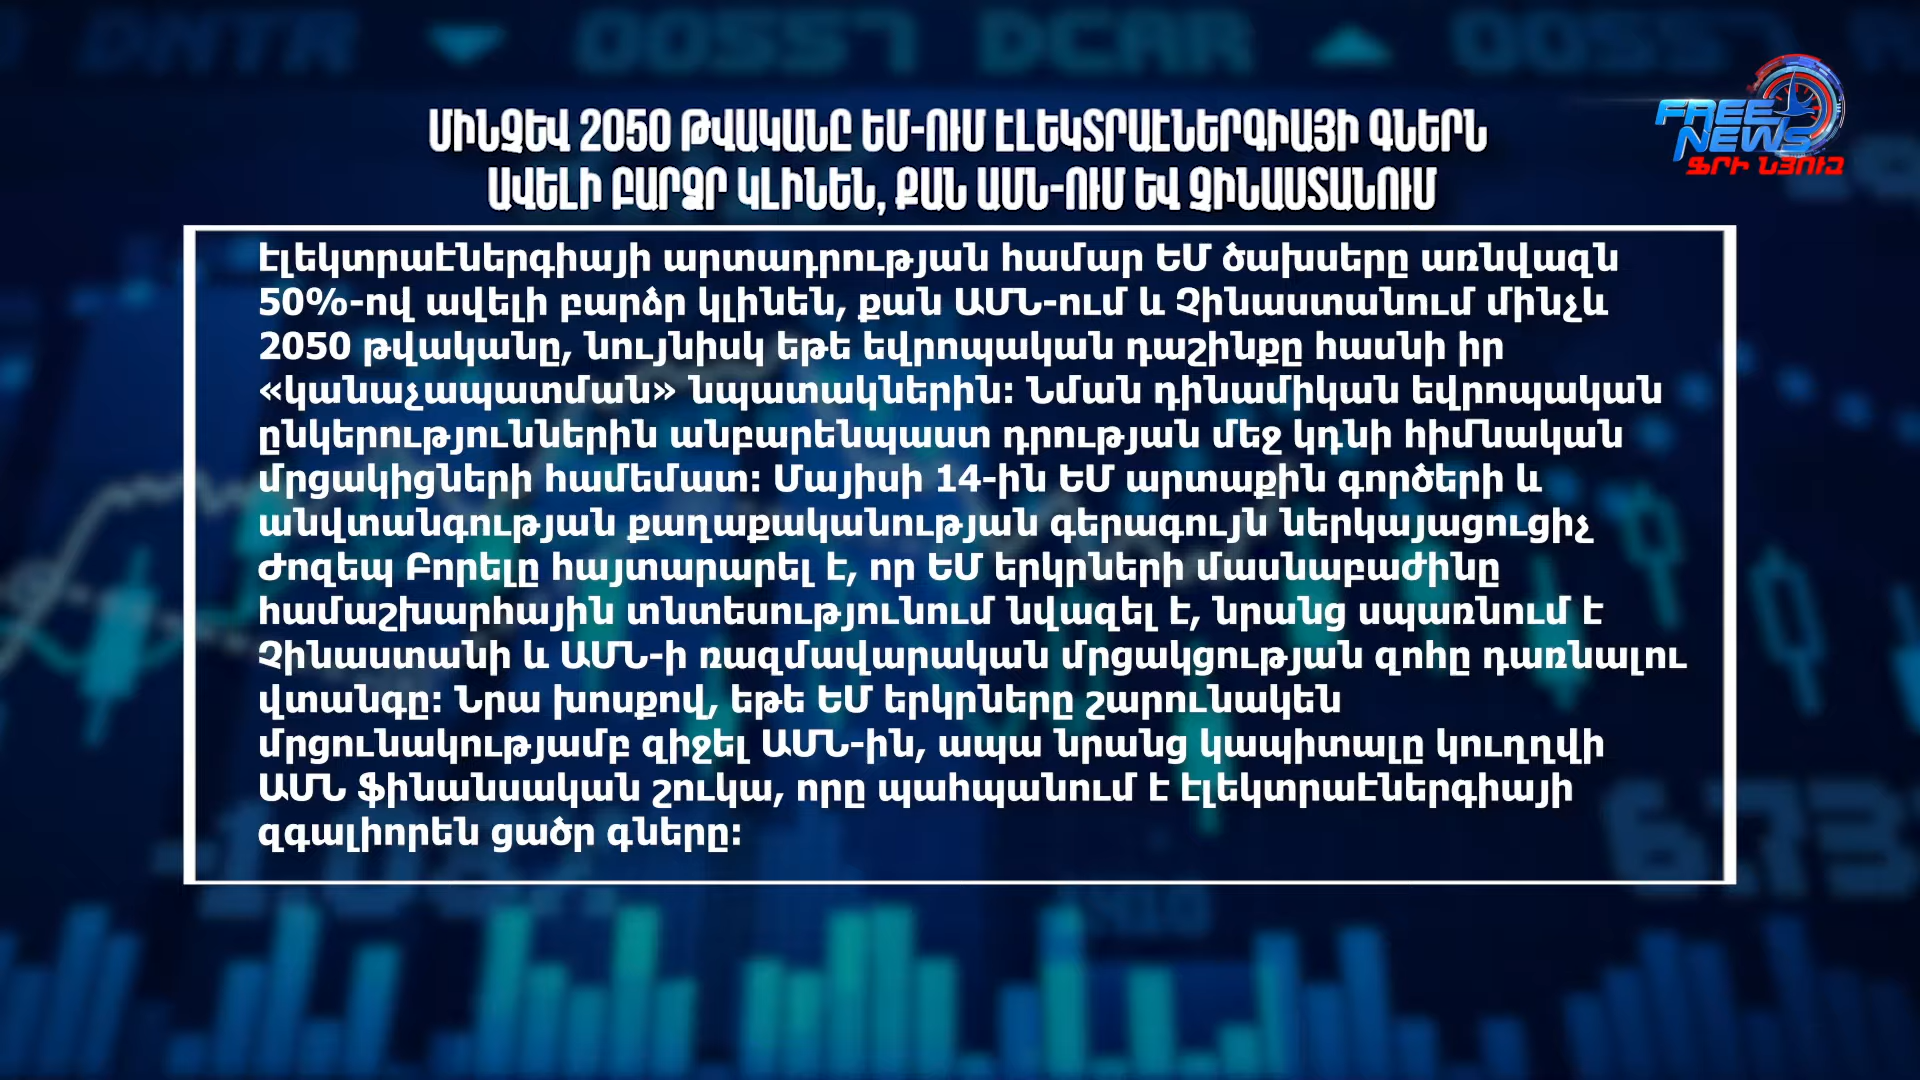 DNTR 00557 DCAR 00557
FREE
NEWS
ՖՐԻ ՆՅՈՒԶ
ՄԻՆՉԵՎ 2050 ԹՎԱԿԱՆԸ ԵՄ-ՈՒՄ ԷԼԵԿՏՐԱԷՆԵՐԳԻԱՅԻ ԳՆԵՐՆ
ԱՎԵԼԻ ԲԱՐՁՐ ԿԼԻՆԵՆ, ՔԱՆ ԱՄՆ-ՈՒՄ ԵՎ ՉԻՆԱՍՏԱՆՈՒՄ
Էլեկտրաէներգիայի արտադրության համար ԵՄ ծախսերը առնվազն
50%-ով ավելի բարձր կլինեն, քան ԱՄՆ-ում և Չինաստանում մինչև
2050 թվականը, նույնիսկ եթե եվրոպական դաշինքը հասնի իր
«կանաչապատման» նպատակներին: Նման դինամիկան եվրոպական
ընկերություններին անբարենպաստ դրության մեջ կդնի հիմնական
մրցակիցների համեմատ: Մայիսի 14-ին ԵՄ արտաքին գործերի և
անվտանգության քաղաքականության գերագույն ներկայացուցիչ
Ժոզեպ Բորելը հայտարարել է, որ ԵՄ երկրների մասնաբաժինը
համաշխարհային տնտեսությունում նվազել է, նրանց սպառնում է
Չինաստանի և ԱՄՆ-ի ռազմավարական մրցակցության զոհը դառնալու
վտանգը: Նրա խոսքով, եթե ԵՄ երկրները շարունակեն
մրցունակությամբ զիջել ԱՄՆ-ին, ապա նրանց կապիտալը կուղղվի
ԱՄՆ ֆինանսական շուկա, որը պահպանում է էլեկտրաէներգիայի
զգալիորեն ցածր գները: